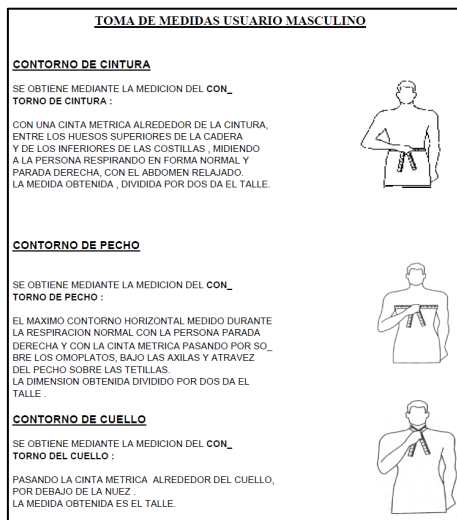 TOMA DE MEDIDAS USUARIO MASCULINO
CONTORNO DE CINTURA
SE OBTIENE MEDIANTE LA MEDICION DEL CON_
TORNO DE CINTURA :
CON UNA CINTA METRICA ALREDEDOR DE LA CINTURA,
ENTRE LOS HUESOS SUPERIORES DE LA CADERA
Y DE LOS INFERIORES DE LAS COSTILLAS , MIDIENDO
A LA PERSONA RESPIRANDO EN FORMA NORMAL Y
PARADA DERECHA, CON EL ABDOMEN RELAJADO.
LA MEDIDA OBTENIDA , DIVIDIDA POR DOS DA EL TALLE.
CONTORNO DE PECHO
SE OBTIENE MEDIANTE LA MEDICION DEL CON_
TORNO DE PECHO :
EL MAXIMO CONTORNO HORIZONTAL MEDIDO DURANTE
LA RESPIRACION NORMAL CON LA PERSONA PARADA
DERECHA Y CON LA CINTA METRICA PASANDO POR SO_
BRE LOS OMOPLATOS, BAJO LAS AXILAS Y ATRAVEZ
DEL PECHO SOBRE LAS TETILLAS.
LA DIMENSION OBTENIDA DIVIDIDO POR DOS DA EL
TALLE .
CONTORNO DE CUELLO
SE OBTIENE MEDIANTE LA MEDICION DEL CON_
TORNO DEL CUELLO :
PASANDO LA CINTA METRICA ALREDEDOR DEL CUELLO,
POR DEBAJO DE LA NUEZ .
LA MEDIDA OBTENIDA ES EL TALLE.